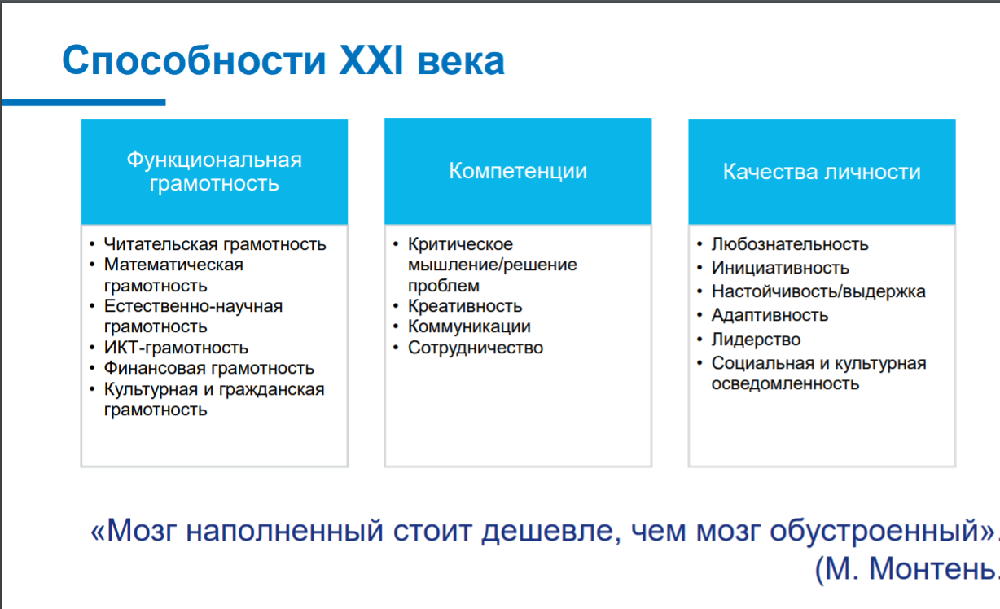 Способности XXI века
Функциональная
грамотность
• Читательская грамотность
• Математическая
грамотность
• Естественно-научная
грамотность
• ИКТ-грамотность
• Финансовая грамотность
• Культурная и гражданская
грамотность
Компетенции
• Критическое
мышление/решение
проблем
• Креативность
• Коммуникации
• Сотрудничество
Качества личности
• Любознательность
• Инициативность
• Настойчивость/выдержка
• Адаптивность
• Лидерство
• Социальная и культурная
осведомленность
«Мозг наполненный стоит дешевле, чем мозг обустроенный».
(М. Монтень.